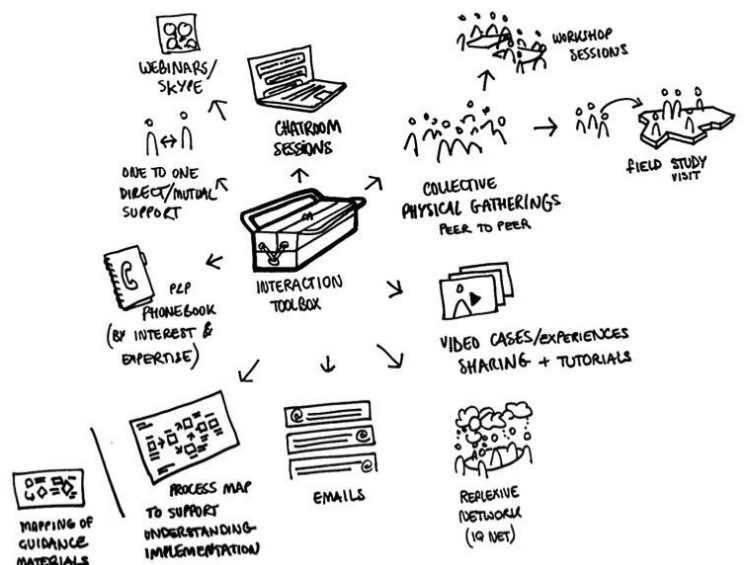 WEBINARS/
SKYPE
CHATROOM
SESSIONS
WORKSHOP
SESSIONS
ONE TO ONE
DIRECT/MUTUAL
SUPPORT
COLLECTIVE
PHYSICAL GATHERINGS
PEER TO PEER
FIELD STUDY
VISIT
INTERACTION
TOOLBOX
PLP
PHONEBOOK
(BY INTEREST &
EXPERTISE)
VIDEO CASES/EXPERIENCES
SHARING + TUTORIALS
MAPPING OF
GUIDANCE
MATERIALS
PROCESS MAP
TO SUPPORT
UNDERSTANDING
IMPLEMENTATION
@
@
@
EMAILS
REFLEXIVE
NETWORK
(IQ NET)